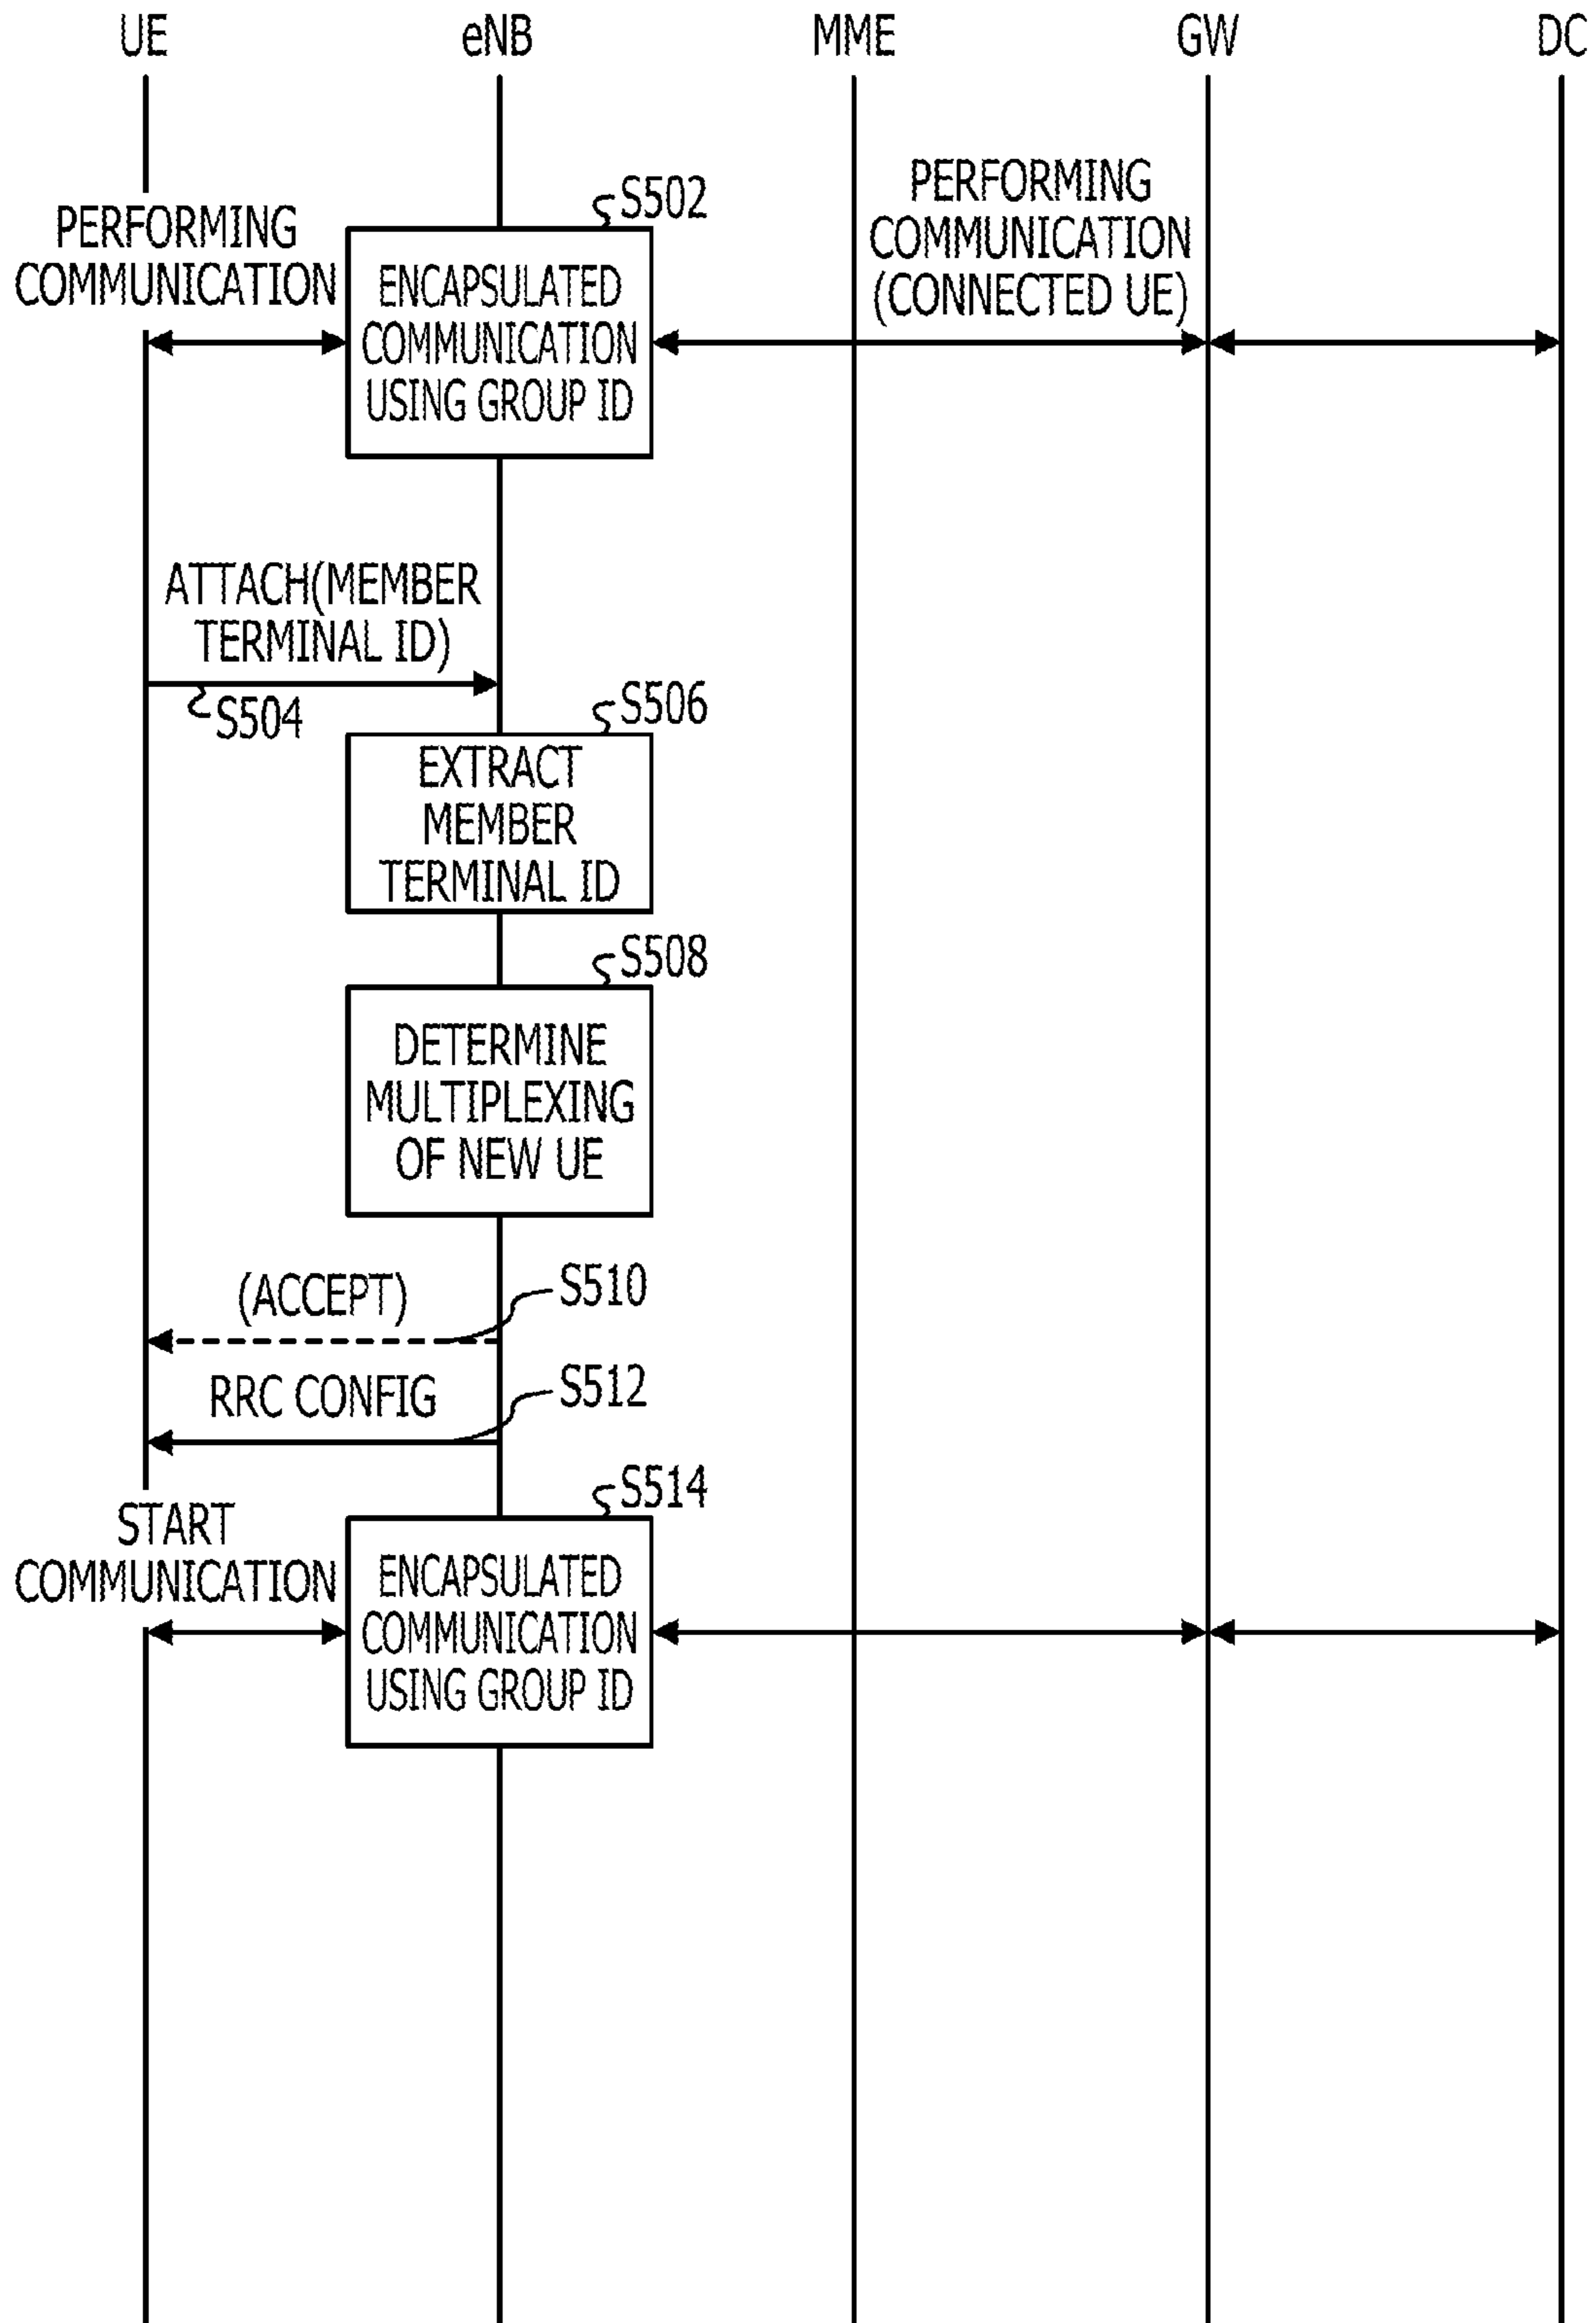 UE
eNB
MME
GW
DC
S502
PERFORMING
COMMUNICATION
ENCAPSULATED
COMMUNICATION
USING GROUP ID
PERFORMING
COMMUNICATION
(CONNECTED UE)
ATTACH(MEMBER
TERMINAL ID)
S504
S506
EXTRACT
MEMBER
TERMINAL ID
S508
DETERMINE
MULTIPLEXING
OF NEW UE
(ACCEPT)
S510
RRC CONFIG
S512
S514
START
COMMUNICATION
ENCAPSULATED
COMMUNICATION
USING GROUP ID